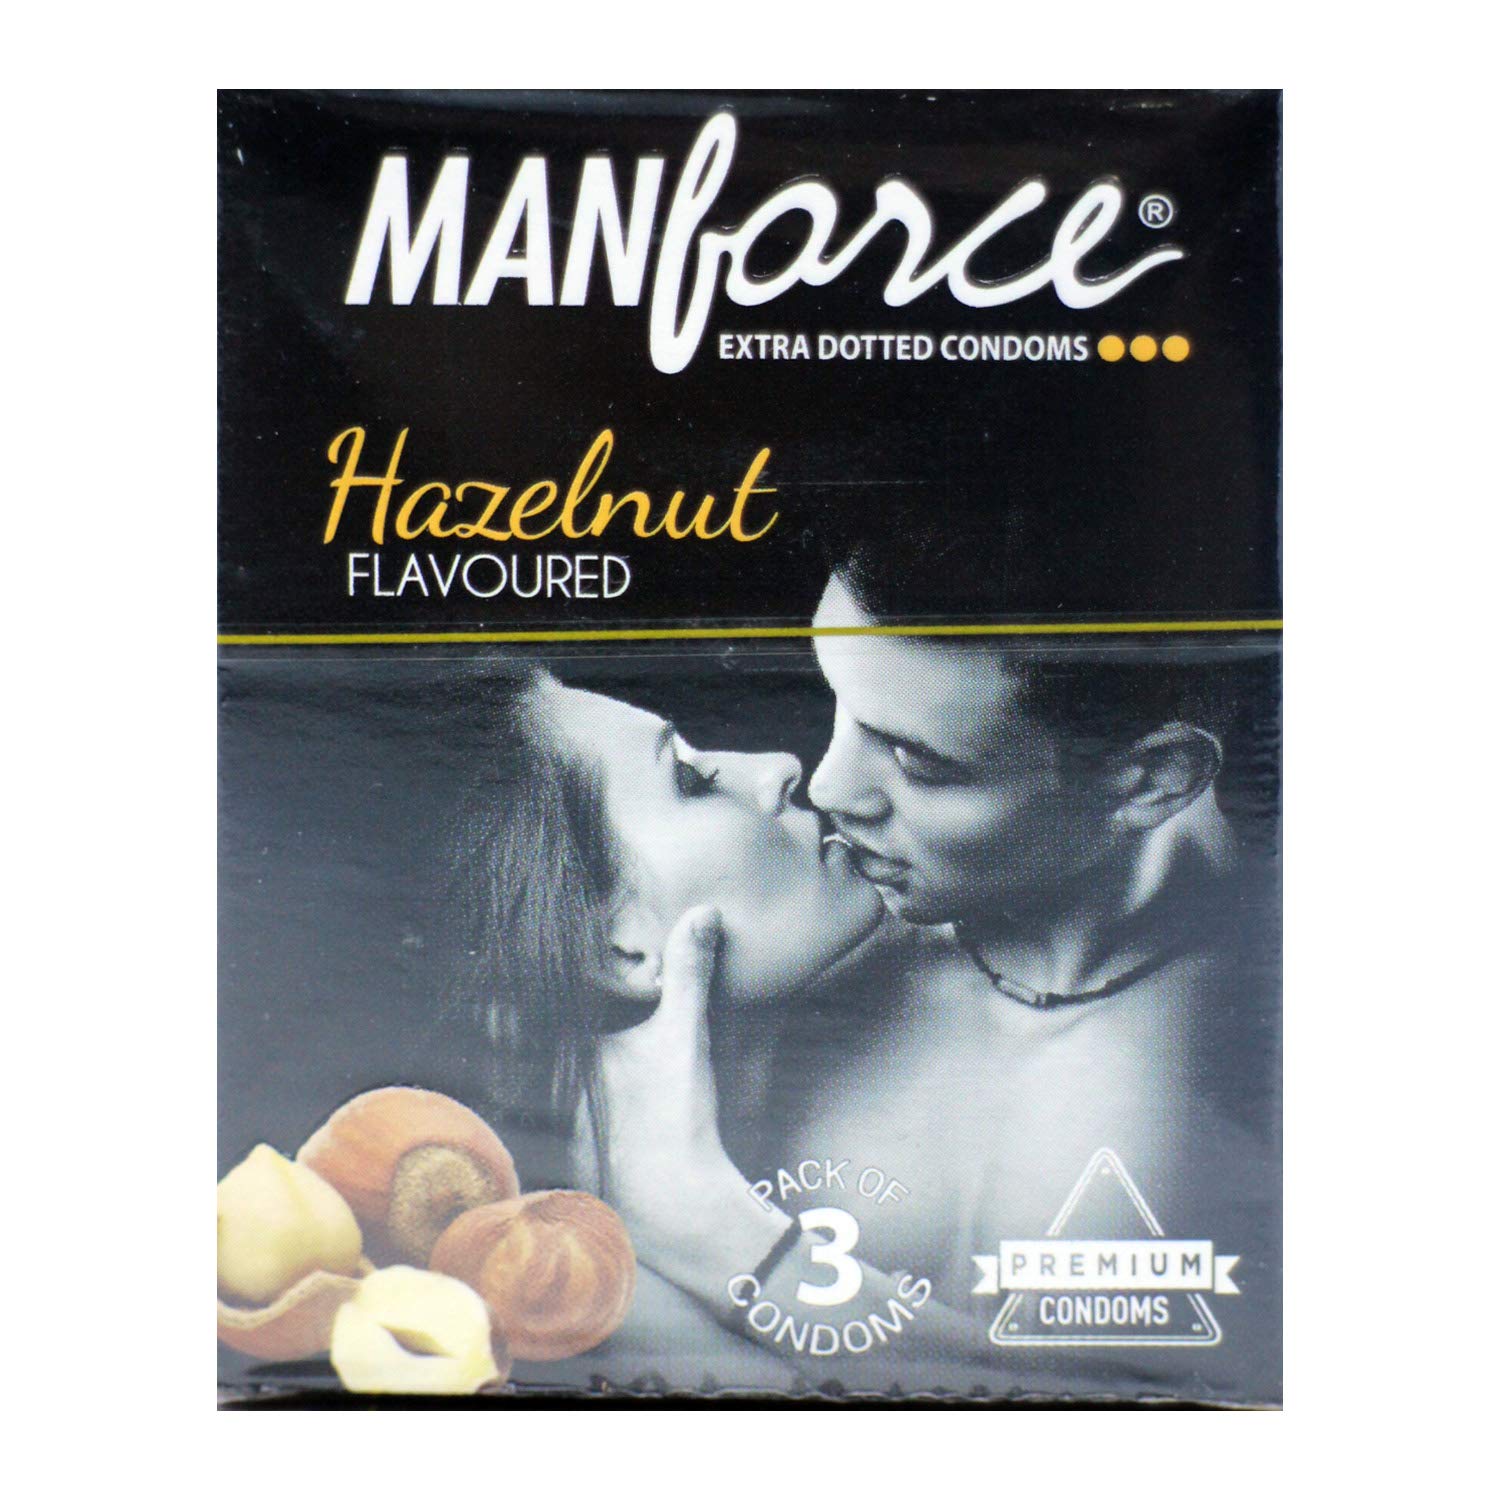 MANforce®
EXTRA DOTTED CONDOMS
Hazelnut
FLAVOURED
PACK OF
3
CONDOMS
PREMIUM
CONDOMS